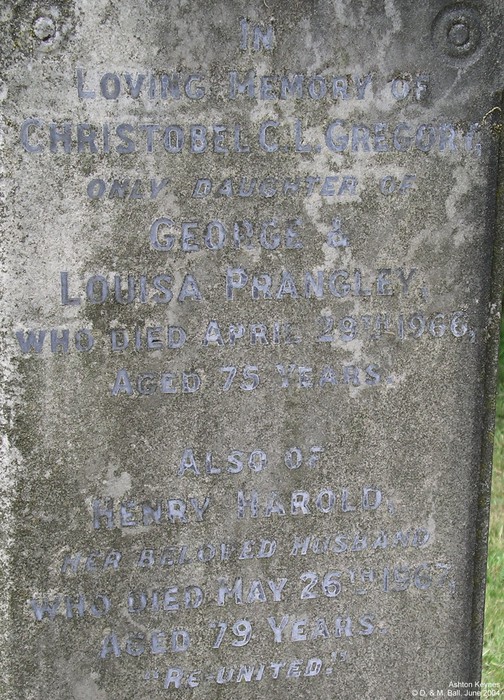 IN
LOVING MEMORY OF
CHRISTOBEL C. L. GREGORY,
ONLY DAUGHTER OF
GEORGE &
LOUISA PRANGLEY,
WHO DIED APRIL 29TH 1966,
AGED 75 YEARS.
ALSO OF
HENRY HAROLD,
HER BELOVED HUSBAND
WHO DIED MAY 26TH 1967,
AGED 79 YEARS.
"RE-UNITED."
Ashton Keynes
© D. & M. Ball. June 2004